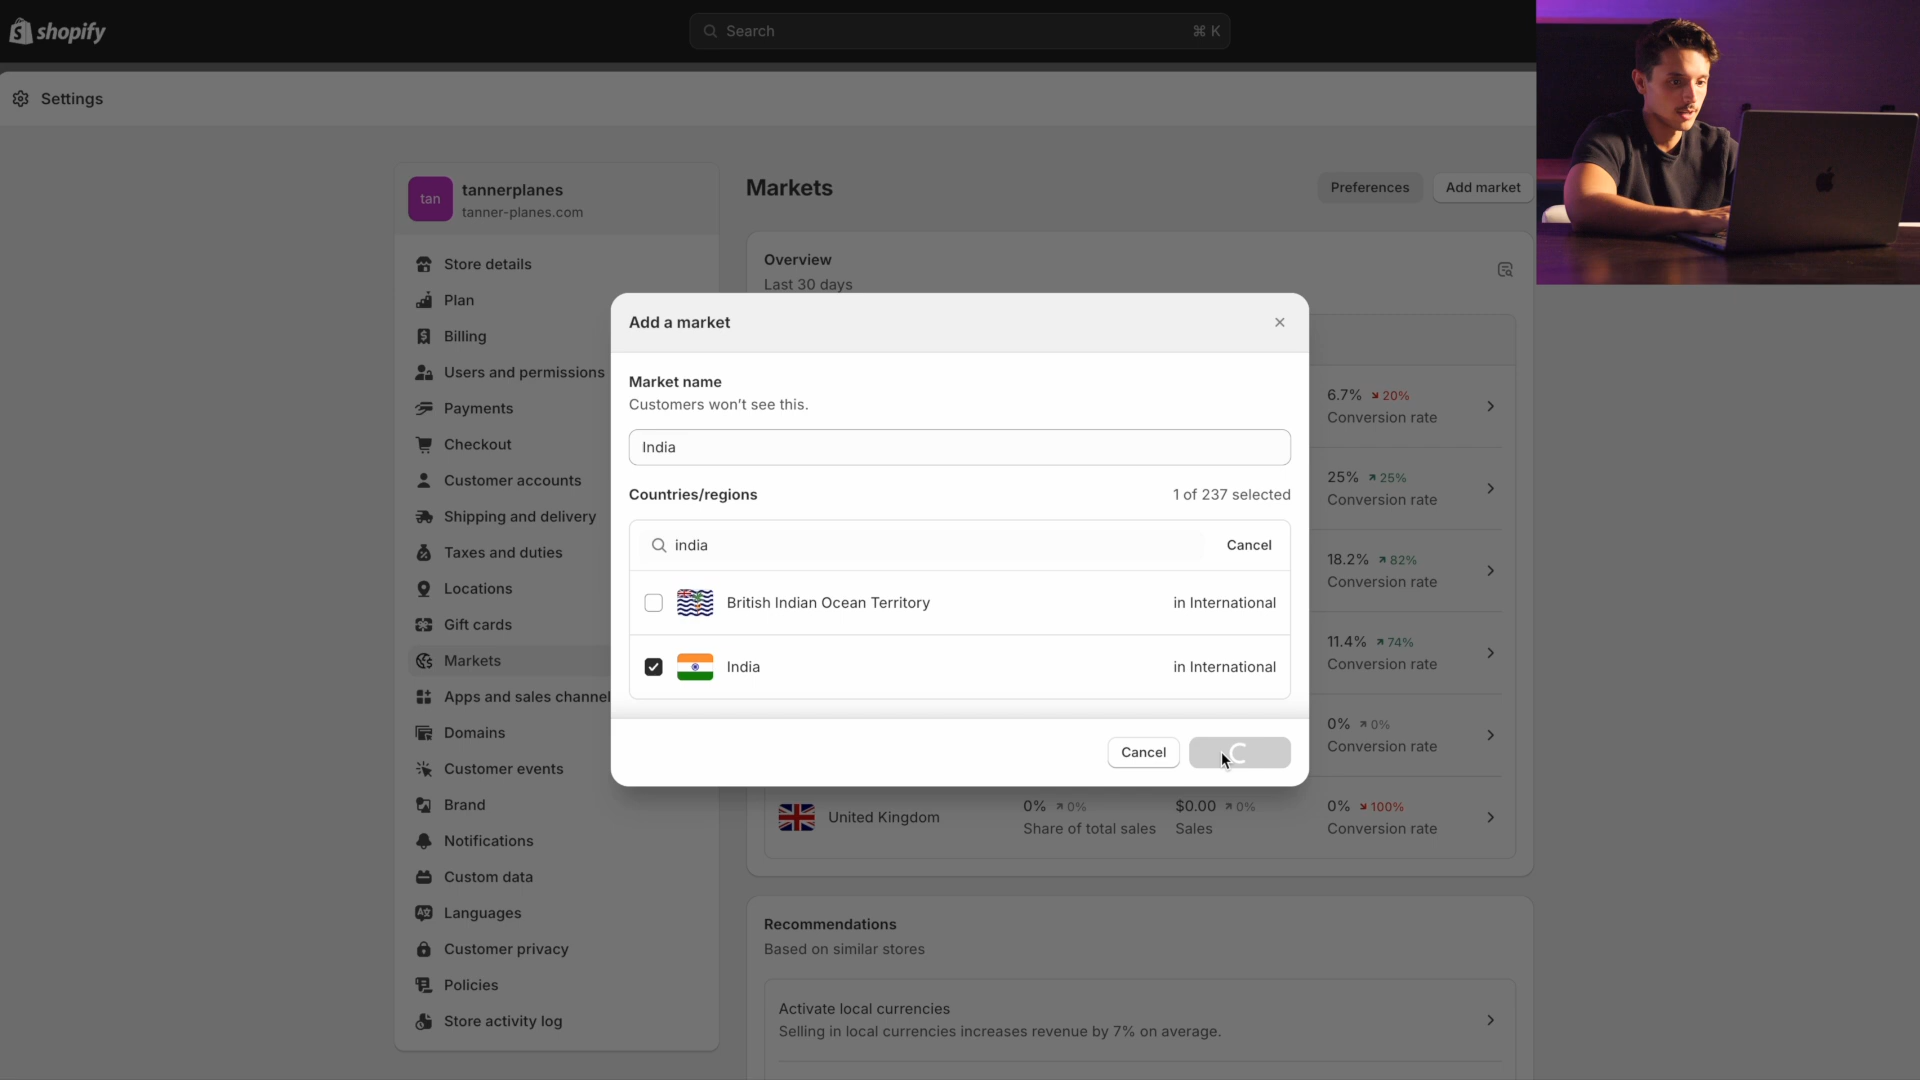 shopify
Search
⌘ K
Settings
tan
tannerplanes
tanner-planes.com
Store details
Plan
Billing
Users and permissions
Payments
Checkout
Customer accounts
Shipping and delivery
Taxes and duties
Locations
Gift cards
Markets
Apps and sales channel
Domains
Customer events
Brand
Notifications
Custom data
Languages
Customer privacy
Policies
Store activity log
Markets
Preferences
Add market
Overview
Last 30 days
6.7% 20%
Conversion rate
25% 25%
Conversion rate
18.2% 82%
Conversion rate
11.4% 74%
Conversion rate
0% 0%
Conversion rate
United Kingdom
0% 0%
Share of total sales
$0.00 0%
Sales
0% 100%
Conversion rate
Recommendations
Based on similar stores
Activate local currencies
Selling in local currencies increases revenue by 7% on average.
Add a market
Market name
Customers won’t see this.
India
Countries/regions
1 of 237 selected
india
Cancel
British Indian Ocean Territory
in International
India
in International
Cancel